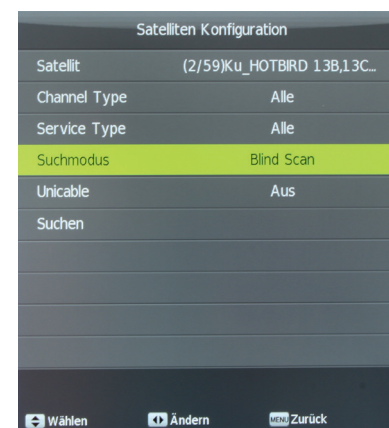 Satelliten Konfiguration
Satellit (2/59)Ku_HOTBIRD 13B,13C...
Channel Type Alle
Service Type Alle
Suchmodus Blind Scan
Unicable Aus
Suchen
Wählen Ändern MENU Zurück